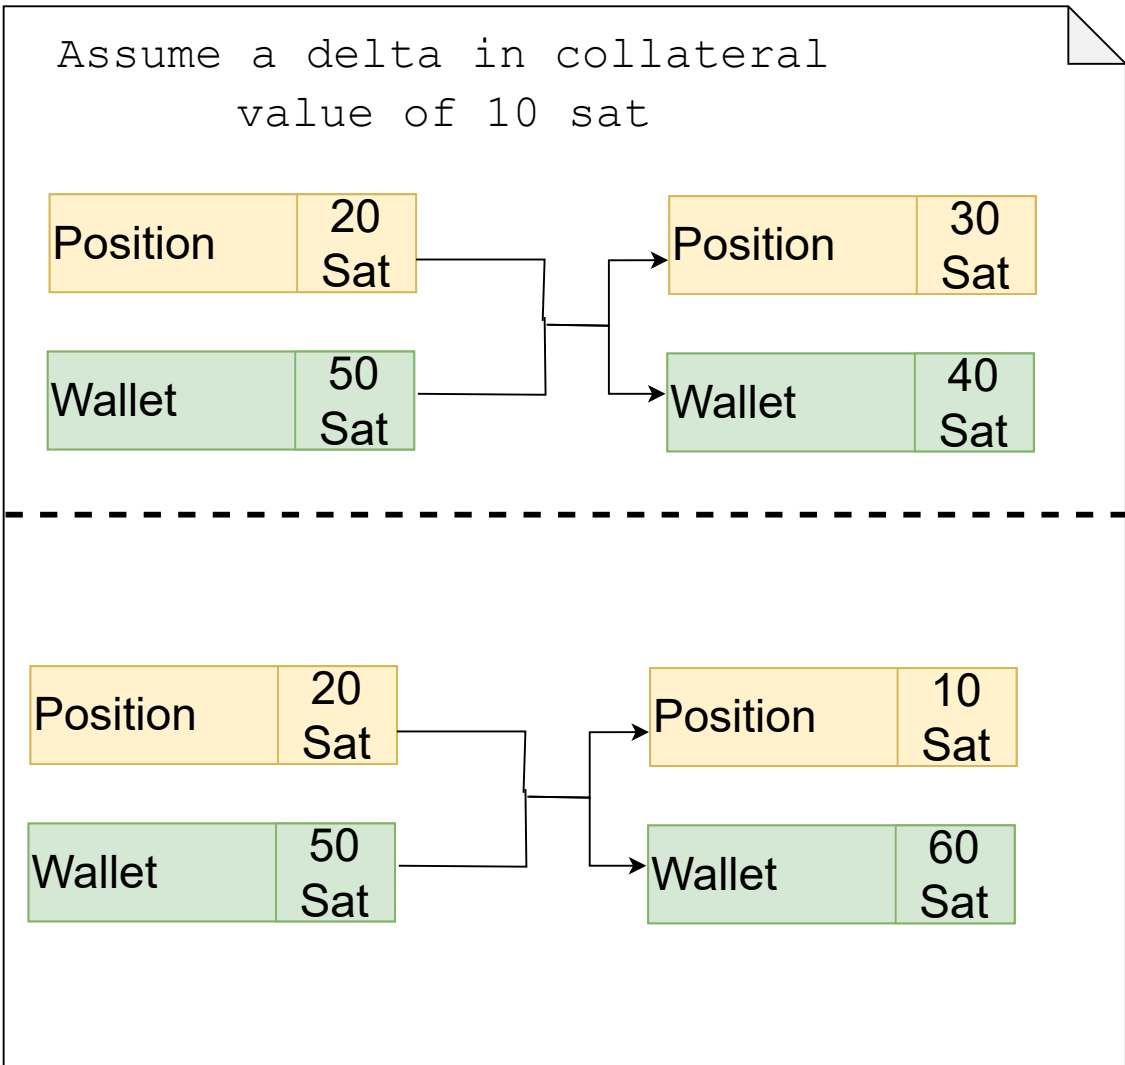 Assume a delta in collateral
value of 10 sat
Position
20
Sat
Position
30
Sat
Wallet
50
Sat
Wallet
40
Sat
Position
20
Sat
Position
10
Sat
Wallet
50
Sat
Wallet
60
Sat